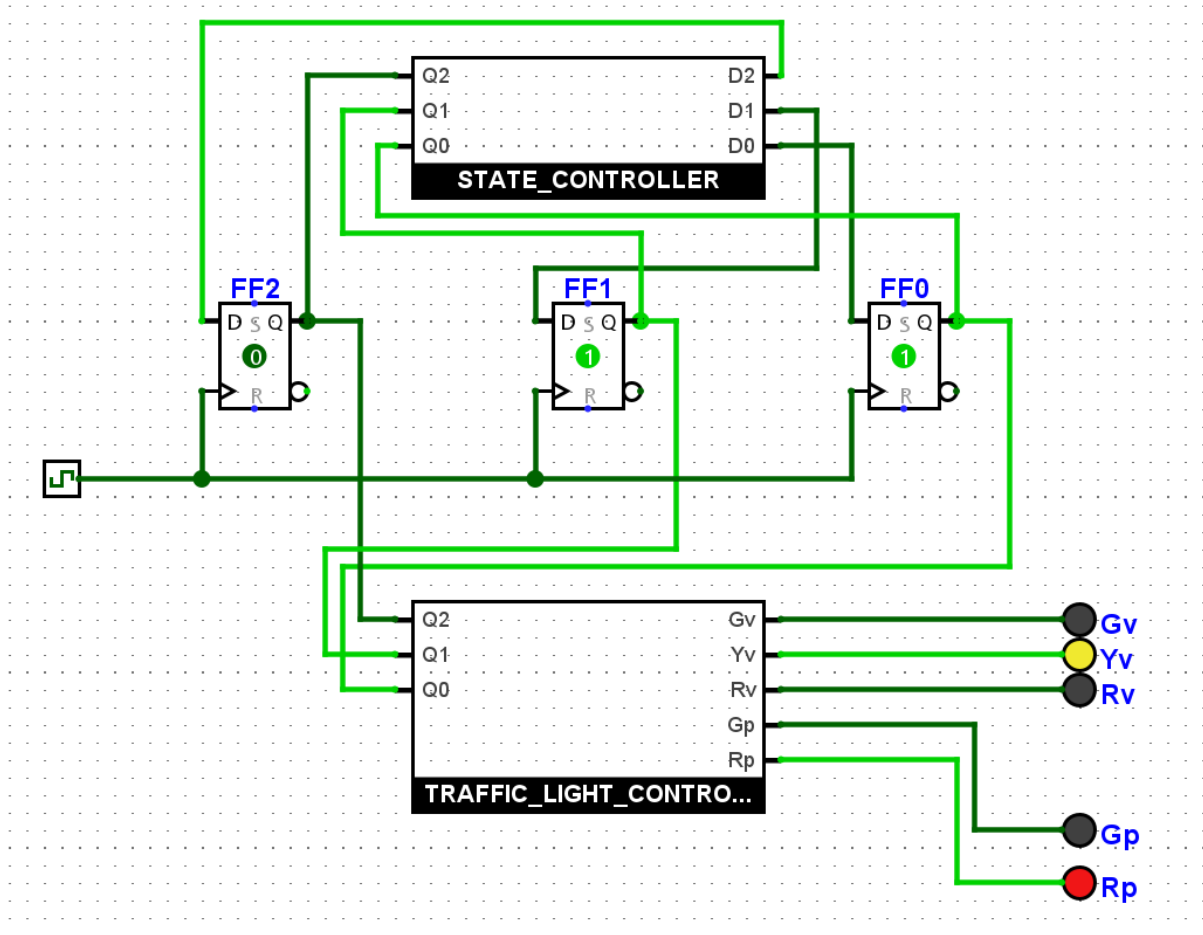 Q2 D2
Q1 D1
Q0 D0
STATE_CONTROLLER
FF2 FF1 FF0
D S Q D S Q D S Q
0 1 1
R R R
Q2 Gv Gv
Q1 Yv Yv
Q0 Rv Rv
Gp
Rp
TRAFFIC_LIGHT_CONTRO...
Gp
Rp